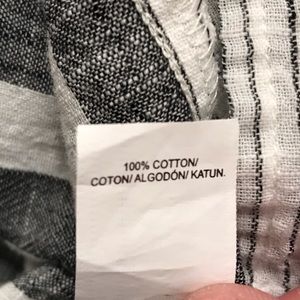 100% COTTON/
COTON/ ALGODÓN/ KATUN.